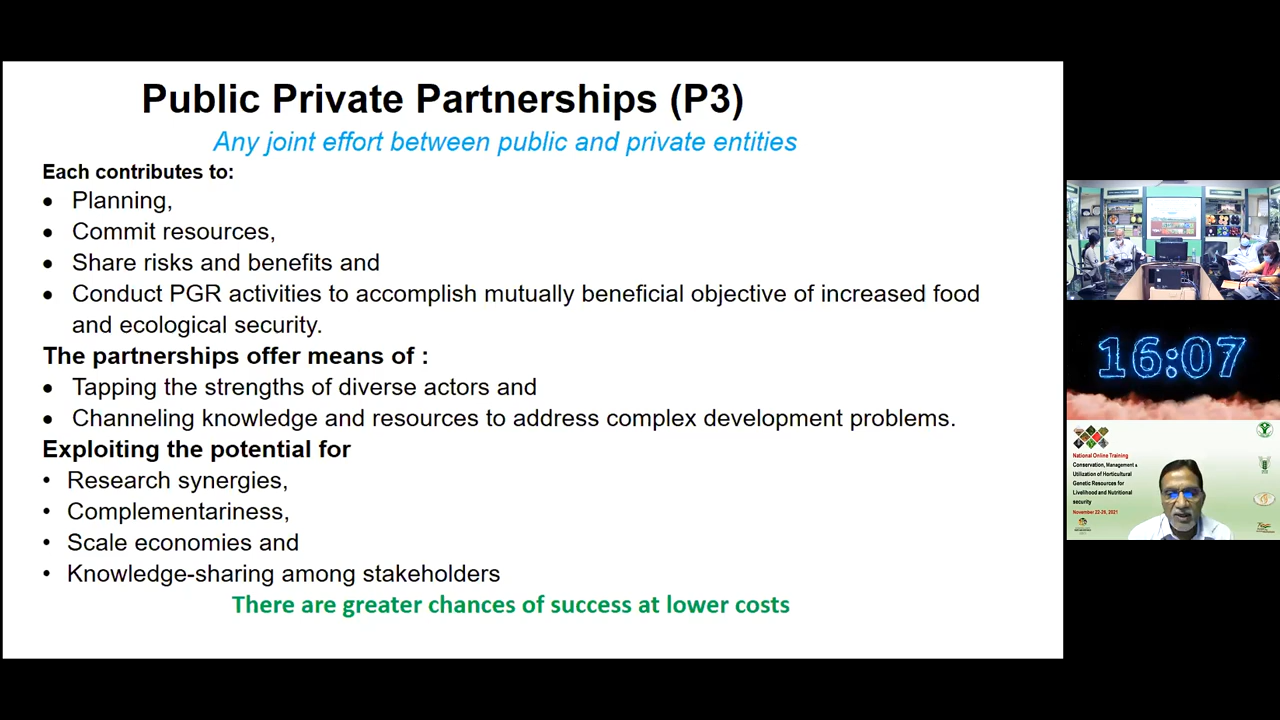 Public Private Partnerships (P3)
Any joint effort between public and private entities
Each contributes to:
• Planning,
• Commit resources,
• Share risks and benefits and
• Conduct PGR activities to accomplish mutually beneficial objective of increased food
and ecological security.
The partnerships offer means of :
• Tapping the strengths of diverse actors and
• Channeling knowledge and resources to address complex development problems.
Exploiting the potential for
• Research synergies,
• Complementariness,
• Scale economies and
• Knowledge-sharing among stakeholders
There are greater chances of success at lower costs
16:07
National Online Training
Conservation, Management &
Utilization of Horticultural
Genetic Resources for
Livelihood and Nutritional
security
November 22-26, 2021